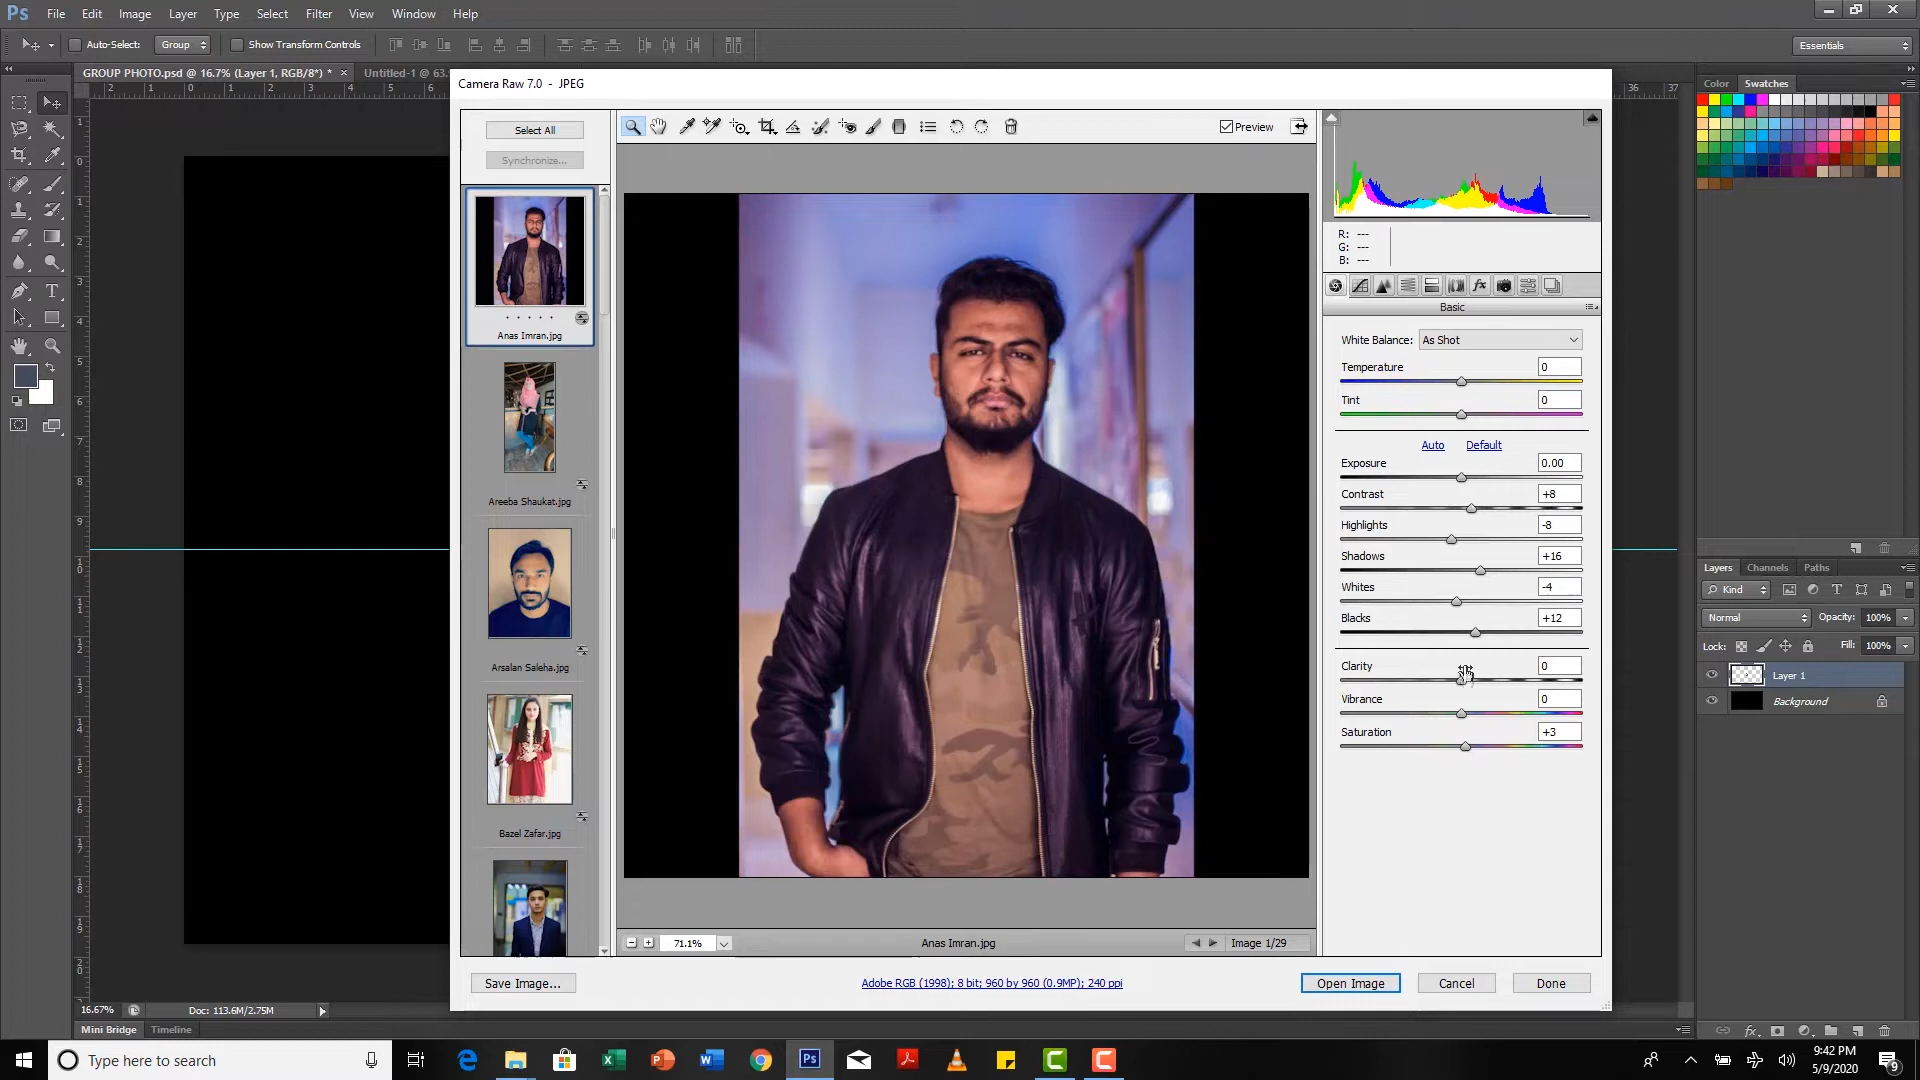 Ps File Edit Image Layer Type Select Filter View Window Help
Auto-Select: Group Show Transform Controls Essentials
GROUP PHOTO.psd @ 16.7% (Layer 1, RGB/8*) * × Untitled-1 @ 63.
Camera Raw 7.0 - JPEG
Select All
Synchronize...
Preview
Anas Imran.jpg
Areeba Shaukat.jpg
Arsalan Saleha.jpg
Bazel Zafar.jpg
R: ---
G: ---
B: ---
Basic
White Balance: As Shot
Temperature 0
Tint 0
Auto Default
Exposure 0.00
Contrast +8
Highlights -8
Shadows +16
Whites -4
Blacks +12
Clarity 0
Vibrance 0
Saturation +3
71.1% Anas Imran.jpg Image 1/29
Save Image... Adobe RGB (1998); 8 bit; 960 by 960 (0.9MP); 240 ppi Open Image Cancel Done
Color Swatches
Layers Channels Paths
Kind
Normal Opacity: 100%
Lock: Fill: 100%
Layer 1
Background
16.67% Doc: 113.6M/2.75M
Mini Bridge Timeline
Type here to search
9:42 PM
5/9/2020
9